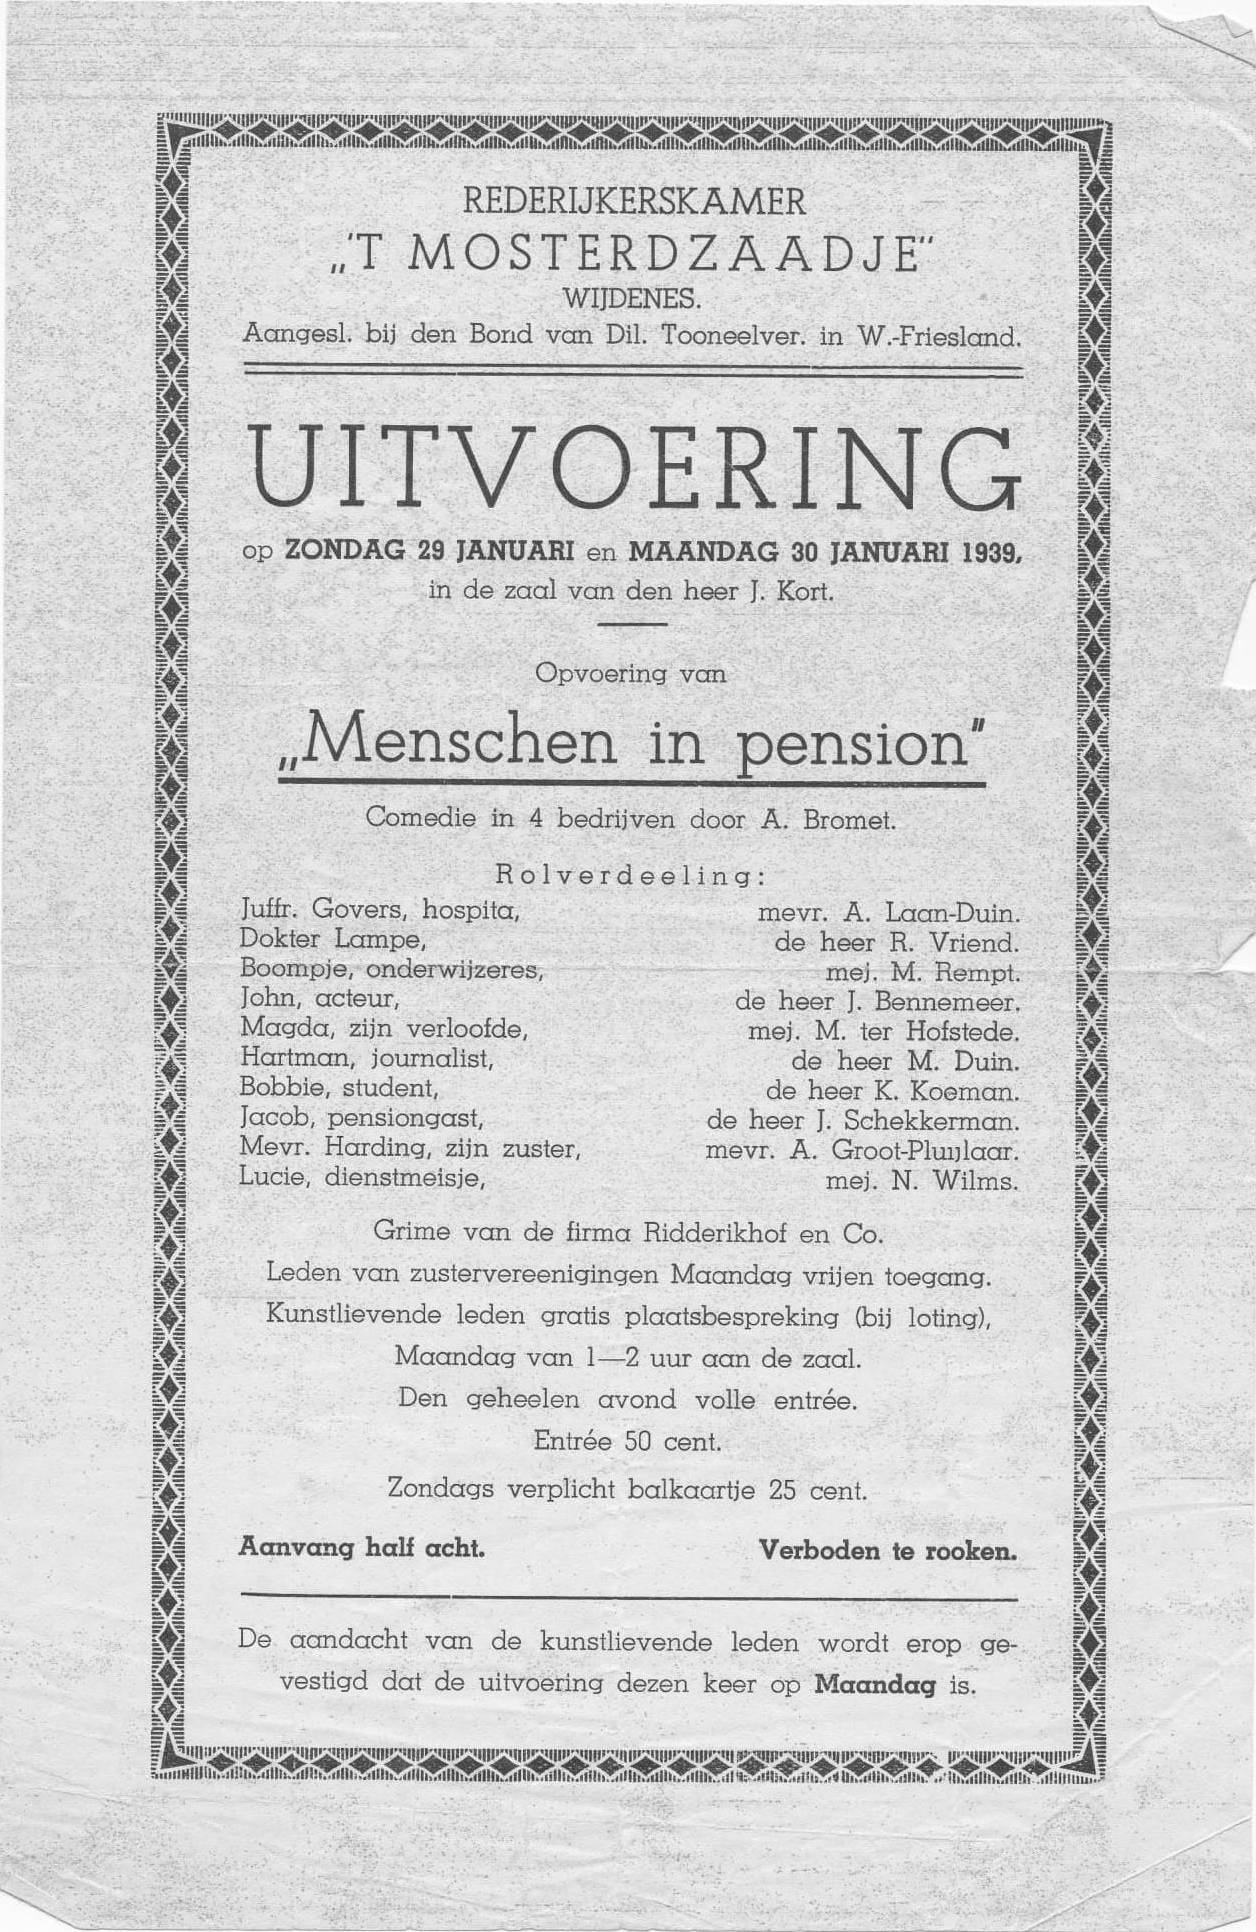 REDERIJKERSKAMER
„'T MOSTERDZAADJE"
WIJDENES.
Aangesl. bij den Bond van Dil. Tooneelver. in W.-Friesland.
UITVOERING
op ZONDAG 29 JANUARI en MAANDAG 30 JANUARI 1939,
in de zaal van den heer J. Kort.
Opvoering van
„Menschen in pension"
Comedie in 4 bedrijven door A. Bromet.
Rolverdeeling:
Juffr. Govers, hospita, mevr. A. Laan-Duin.
Dokter Lampe, de heer R. Vriend.
Boompje, onderwijzeres, mej. M. Rempt.
John, acteur, de heer J. Bennemeer.
Magda, zijn verloofde, mej. M. ter Hofstede.
Hartman, journalist, de heer M. Duin.
Bobbie, student, de heer K. Koeman.
Jacob, pensiongast, de heer J. Schekkerman.
Mevr. Harding, zijn zuster, mevr. A. Groot-Pluijlaar.
Lucie, dienstmeisje, mej. N. Wilms.
Grime van de firma Ridderikhof en Co.
Leden van zustervereenigingen Maandag vrijen toegang.
Kunstlievende leden gratis plaatsbespreking (bij loting),
Maandag van 1—2 uur aan de zaal.
Den geheelen avond volle entrée.
Entrée 50 cent.
Zondags verplicht balkaartje 25 cent.
Aanvang half acht. Verboden te rooken.
De aandacht van de kunstlievende leden wordt erop ge-
vestigd dat de uitvoering dezen keer op Maandag is.